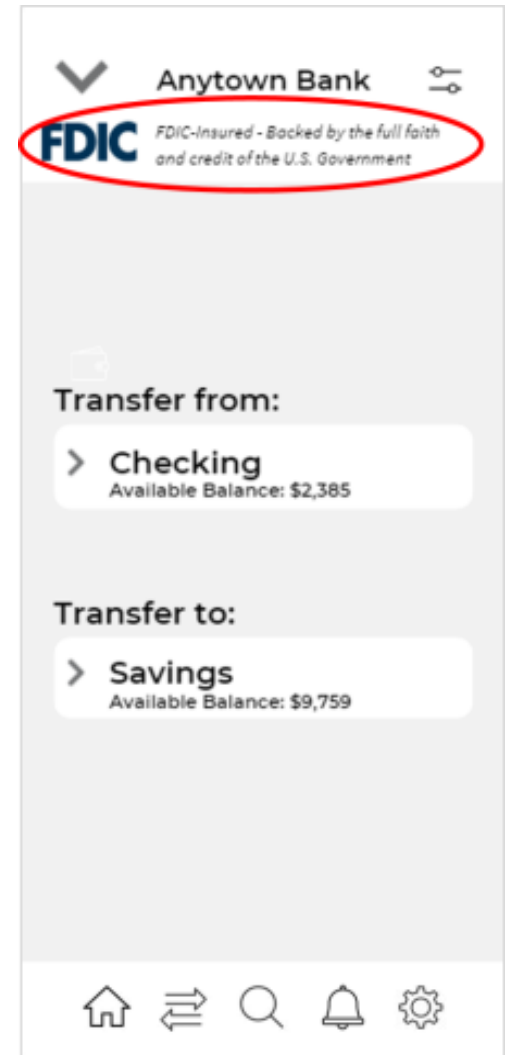 Anytown Bank
FDIC FDIC-Insured - Backed by the full faith
and credit of the U.S. Government
Transfer from:
Checking
Available Balance: $2,385
Transfer to:
Savings
Available Balance: $9,759